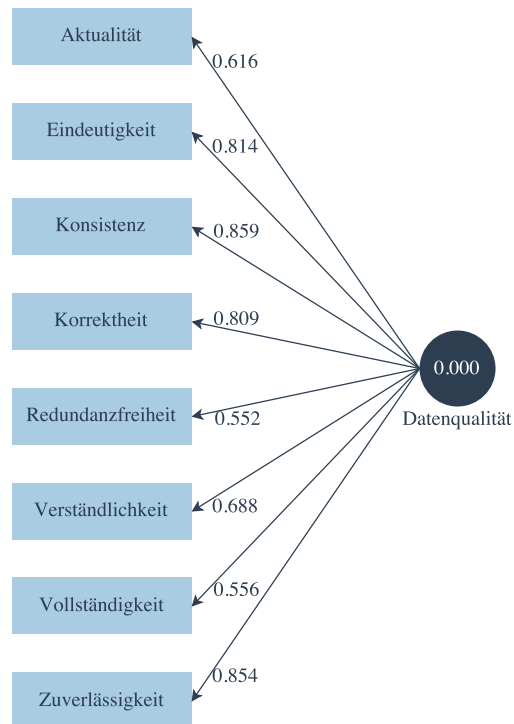 Aktualität
0.616
Eindeutigkeit
0.814
Konsistenz
0.859
Korrektheit
0.809
0.000
Redundanzfreiheit
0.552
Datenqualität
Verständlichkeit
0.688
Vollständigkeit
0.556
Zuverlässigkeit
0.854